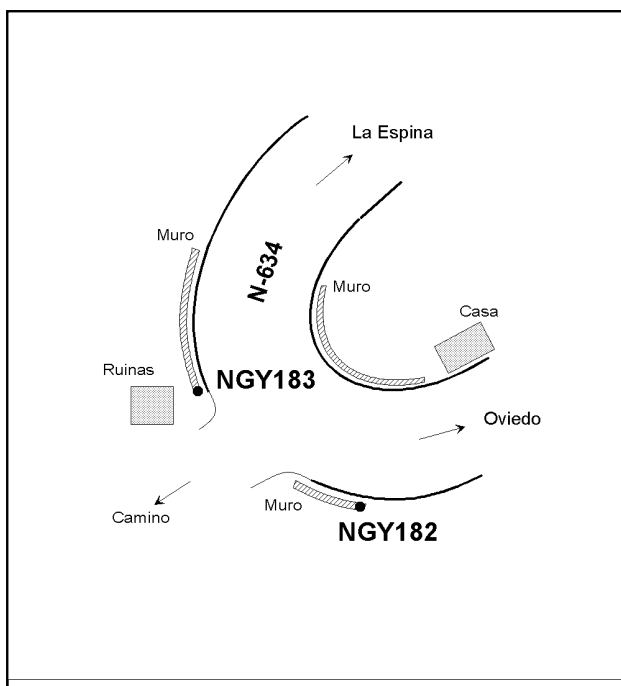 La Espina
Muro
N-634
Muro
Casa
Ruinas
NGY183
Oviedo
Camino
Muro
NGY182